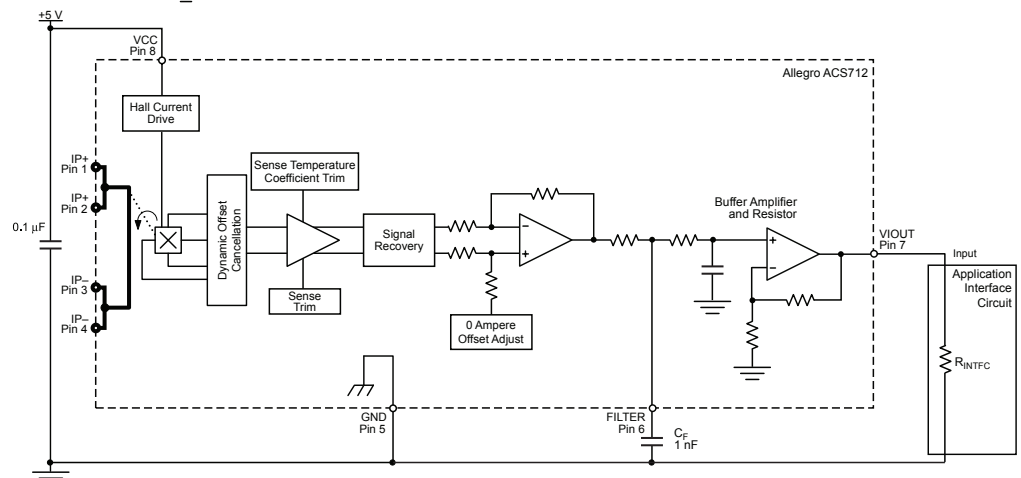 +5 V
VCC
Pin 8
Allegro ACS712
Hall Current
Drive
IP+
Pin 1
IP+
Pin 2
IP–
Pin 3
IP–
Pin 4
0.1 μF
Dynamic Offset
Cancellation
Sense Temperature
Coefficient Trim
Sense
Trim
Signal
Recovery
0 Ampere
Offset Adjust
Buffer Amplifier
and Resistor
VIOUT
Pin 7
Input
Application
Interface
Circuit
RINTFC
GND
Pin 5
FILTER
Pin 6
CF
1 nF
−
+
+
−